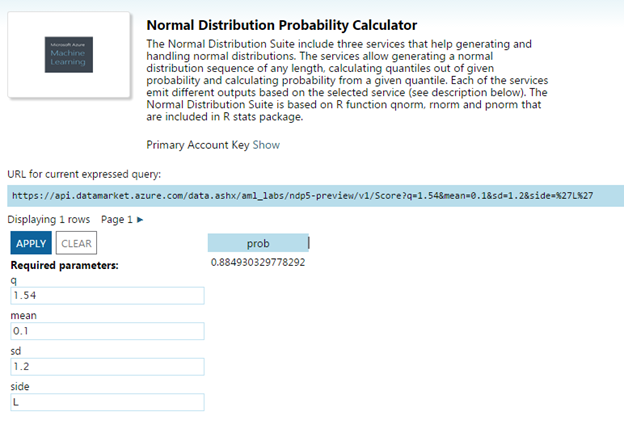 Microsoft Azure
Machine
Learning
Normal Distribution Probability Calculator
The Normal Distribution Suite include three services that help generating and
handling normal distributions. The services allow generating a normal
distribution sequence of any length, calculating quantiles out of given
probability and calculating probability from a given quantile. Each of the services
emit different outputs based on the selected service (see description below). The
Normal Distribution Suite is based on R function qnorm, rnorm and pnorm that
are included in R stats package.
Primary Account Key Show
URL for current expressed query:
https://api.datamarket.azure.com/data.ashx/aml_labs/ndp5-preview/v1/Score?q=1.54&mean=0.1&sd=1.2&side=%27L%27
Displaying 1 rows Page 1 ►
APPLY CLEAR prob
Required parameters: 0.884930329778292
q
1.54
mean
0.1
sd
1.2
side
L